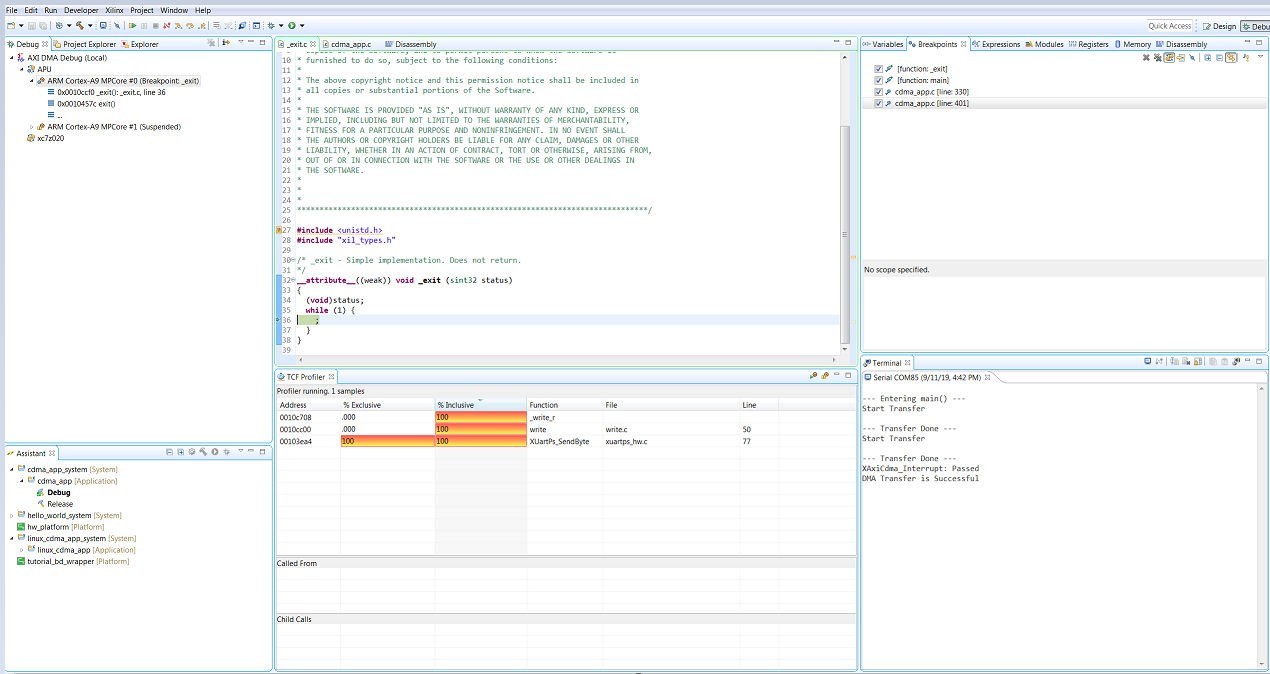 File Edit Run Developer Xilinx Project Window Help
Quick Access Design Debu
Debug Project Explorer Explorer
AXI DMA Debug (Local)
APU
ARM Cortex-A9 MPCore #0 (Breakpoint: _exit)
0x0010ccf0 _exit(): _exit.c, line 36
0x0010457c exit()
...
ARM Cortex-A9 MPCore #1 (Suspended)
xc7z020
Assistant
cdma_app_system [System]
cdma_app [Application]
Debug
Release
hello_world_system [System]
hw_platform [Platform]
linux_cdma_app_system [System]
linux_cdma_app [Application]
tutorial_bd_wrapper [Platform]
_exit.c cdma_app.c Disassembly
10 * furnished to do so, subject to the following conditions:
11 *
12 * The above copyright notice and this permission notice shall be included in
13 * all copies or substantial portions of the Software.
14 *
15 * THE SOFTWARE IS PROVIDED "AS IS", WITHOUT WARRANTY OF ANY KIND, EXPRESS OR
16 * IMPLIED, INCLUDING BUT NOT LIMITED TO THE WARRANTIES OF MERCHANTABILITY,
17 * FITNESS FOR A PARTICULAR PURPOSE AND NONINFRINGEMENT. IN NO EVENT SHALL
18 * THE AUTHORS OR COPYRIGHT HOLDERS BE LIABLE FOR ANY CLAIM, DAMAGES OR OTHER
19 * LIABILITY, WHETHER IN AN ACTION OF CONTRACT, TORT OR OTHERWISE, ARISING FROM,
20 * OUT OF OR IN CONNECTION WITH THE SOFTWARE OR THE USE OR OTHER DEALINGS IN
21 * THE SOFTWARE.
22 *
23 *
24 *
25 ******************************************************************************/
26
27 #include <unistd.h>
28 #include "xil_types.h"
29
30 /* _exit - Simple implementation. Does not return.
31 */
32 __attribute__((weak)) void _exit (sint32 status)
33 {
34 (void)status;
35 while (1) {
36 ;
37 }
38 }
39
TCF Profiler
Profiler running. 1 samples
Address % Exclusive % Inclusive Function File Line
0010c708 .000 100 _write_r
0010cc00 .000 100 write write.c 50
00103ea4 100 100 XUartPs_SendByte xuartps_hw.c 77
Called From
Child Calls
Variables Breakpoints Expressions Modules Registers Memory Disassembly
[function: _exit]
[function: main]
cdma_app.c [line: 330]
cdma_app.c [line: 401]
No scope specified.
Terminal
Serial COM85 (9/11/19, 4:42 PM)
--- Entering main() ---
Start Transfer
--- Transfer Done ---
Start Transfer
--- Transfer Done ---
XAxiCdma_Interrupt: Passed
DMA Transfer is Successful